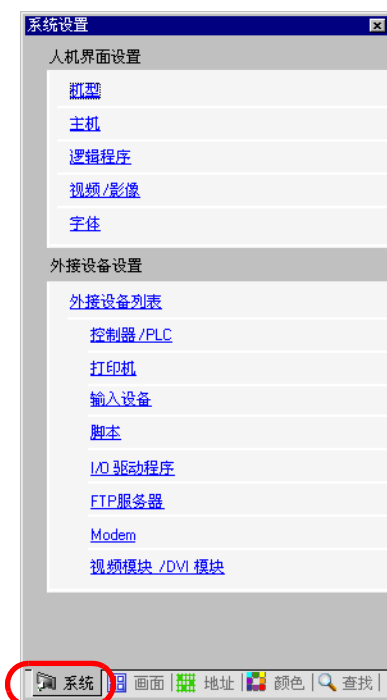 系统设置
人机界面设置
机型
主机
逻辑程序
视频/影像
字体
外接设备设置
外接设备列表
控制器/PLC
打印机
输入设备
脚本
I/O 驱动程序
FTP服务器
Modem
视频模块 /DVI 模块
系统 画面 地址 颜色 查找